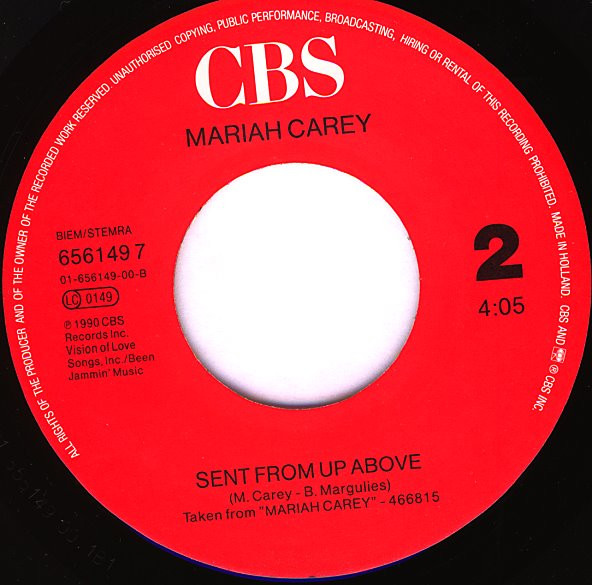 ALL RIGHTS OF THE PRODUCER AND OF THE OWNER OF THE RECORDED WORK RESERVED. UNAUTHORISED COPYING, PUBLIC PERFORMANCE, BROADCASTING, HIRING OR RENTAL OF THIS RECORDING PROHIBITED. MADE IN HOLLAND. CBS AND ® CBS INC.
CBS
MARIAH CAREY
BIEM/STEMRA
656149 7
01-656149-00-B
LC 0149
℗ 1990 CBS
Records Inc.
Vision of Love
Songs, Inc./Been
Jammin' Music
2
4:05
SENT FROM UP ABOVE
(M. Carey - B. Margulies)
Taken from "MARIAH CAREY" - 466815